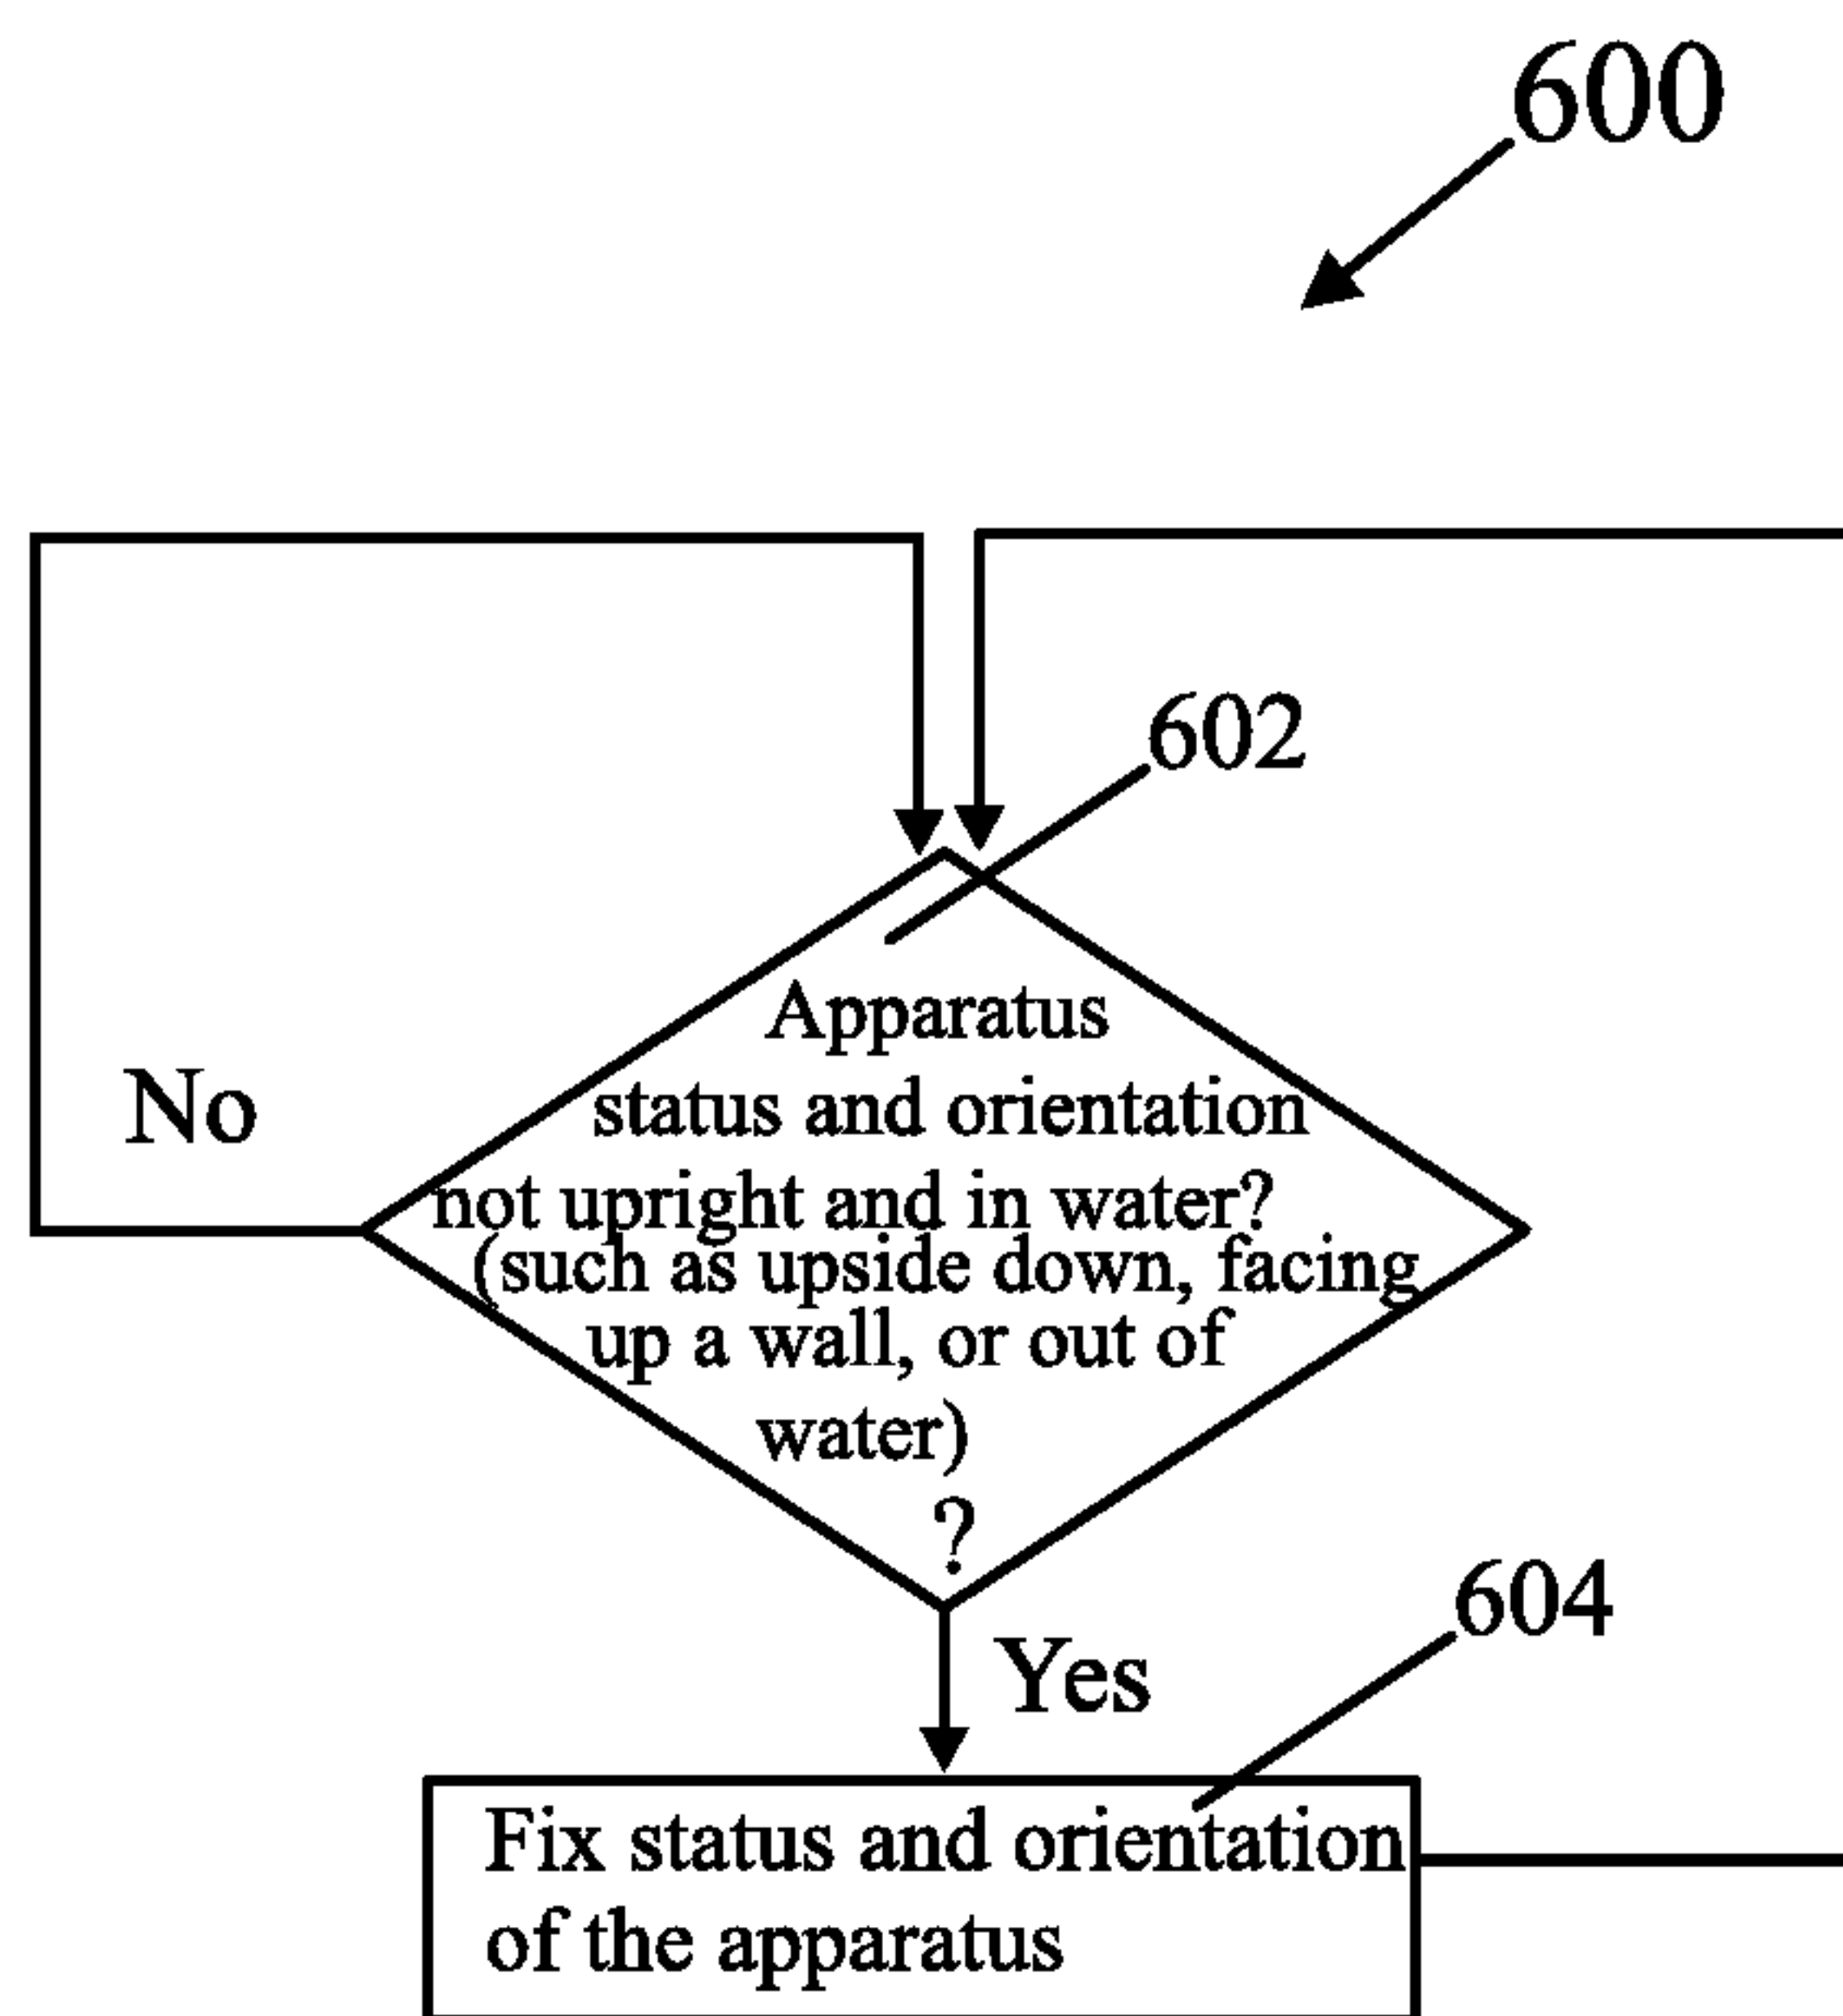 600
602
Apparatus
status and orientation
not upright and in water?
(such as upside down, facing
up a wall, or out of
water)
?
No
Yes
604
Fix status and orientation
of the apparatus